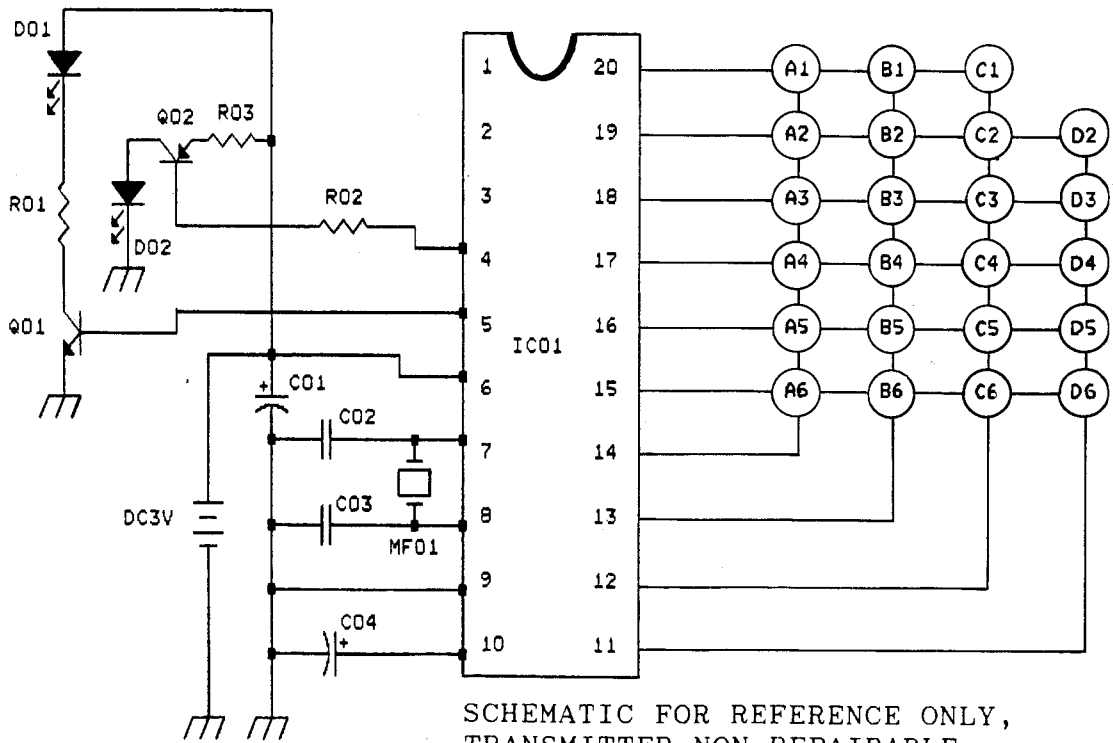 D01
1
20
A1
B1
C1
Q02
R03
2
19
A2
B2
C2
D2
R01
R02
3
18
A3
B3
C3
D3
D02
4
17
A4
B4
C4
D4
Q01
5
16
A5
B5
C5
D5
IC01
C01
6
15
A6
B6
C6
D6
C02
7
14
DC3V
C03
8
13
MF01
9
12
C04
10
11
SCHEMATIC FOR REFERENCE ONLY,
TRANSMITTER NON REPAIRABLE